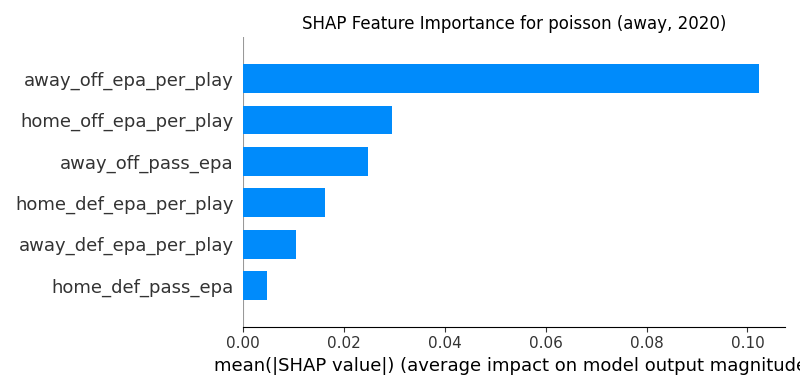 SHAP Feature Importance for poisson (away, 2020)
away_off_epa_per_play
home_off_epa_per_play
away_off_pass_epa
home_def_epa_per_play
away_def_epa_per_play
home_def_pass_epa
0.00 0.02 0.04 0.06 0.08 0.10
mean(|SHAP value|) (average impact on model output magnitude